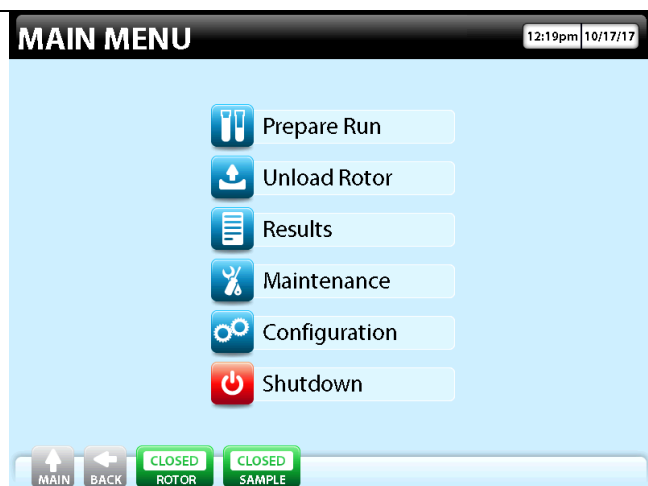 MAIN MENU
12:19pm 10/17/17
Prepare Run
Unload Rotor
Results
Maintenance
Configuration
Shutdown
MAIN BACK CLOSED ROTOR CLOSED SAMPLE